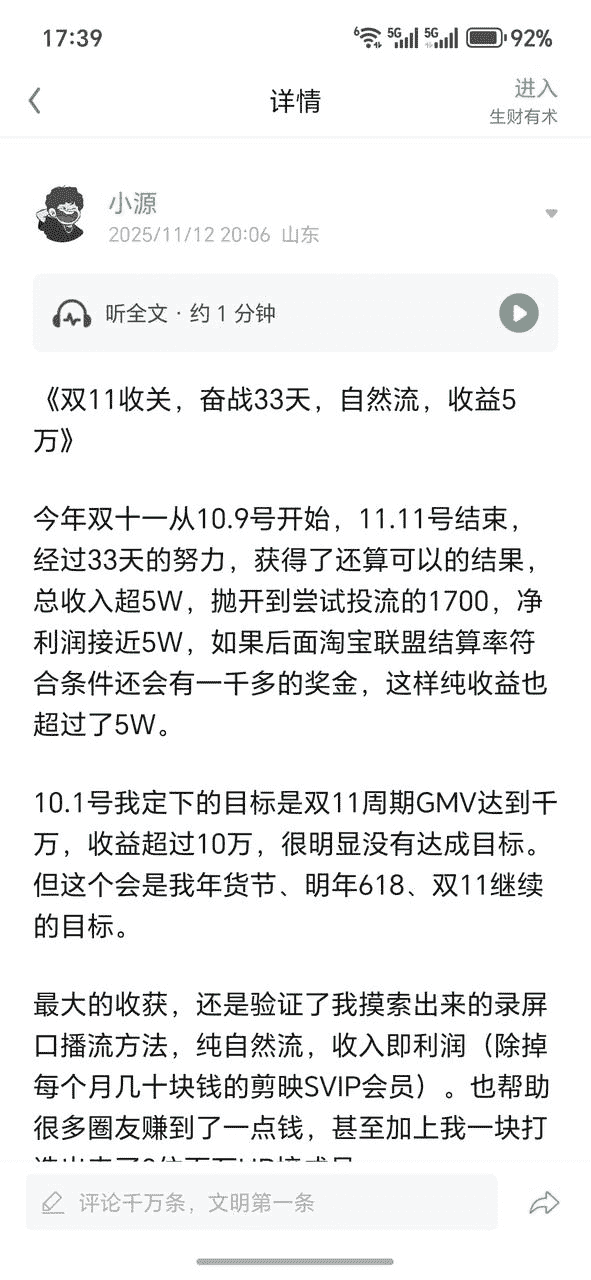 17:39
6 5G 5G 92%
详情
进入
生财有术
小源
2025/11/12 20:06 山东
听全文 · 约 1 分钟
《双11收关，奋战33天，自然流，收益5
万》
今年双十一从10.9号开始，11.11号结束，
经过33天的努力，获得了还算可以的结果，
总收入超5W，抛开到尝试投流的1700，净
利润接近5W，如果后面淘宝联盟结算率符
合条件还会有一千多的奖金，这样纯收益也
超过了5W。
10.1号我定下的目标是双11周期GMV达到千
万，收益超过10万，很明显没有达成目标。
但这个会是我年货节、明年618、双11继续
的目标。
最大的收获，还是验证了我摸索出来的录屏
口播流方法，纯自然流，收入即利润（除掉
每个月几十块钱的剪映SVIP会员）。也帮助
很多圈友赚到了一点钱，甚至加上我一块打
评论千万条，文明第一条